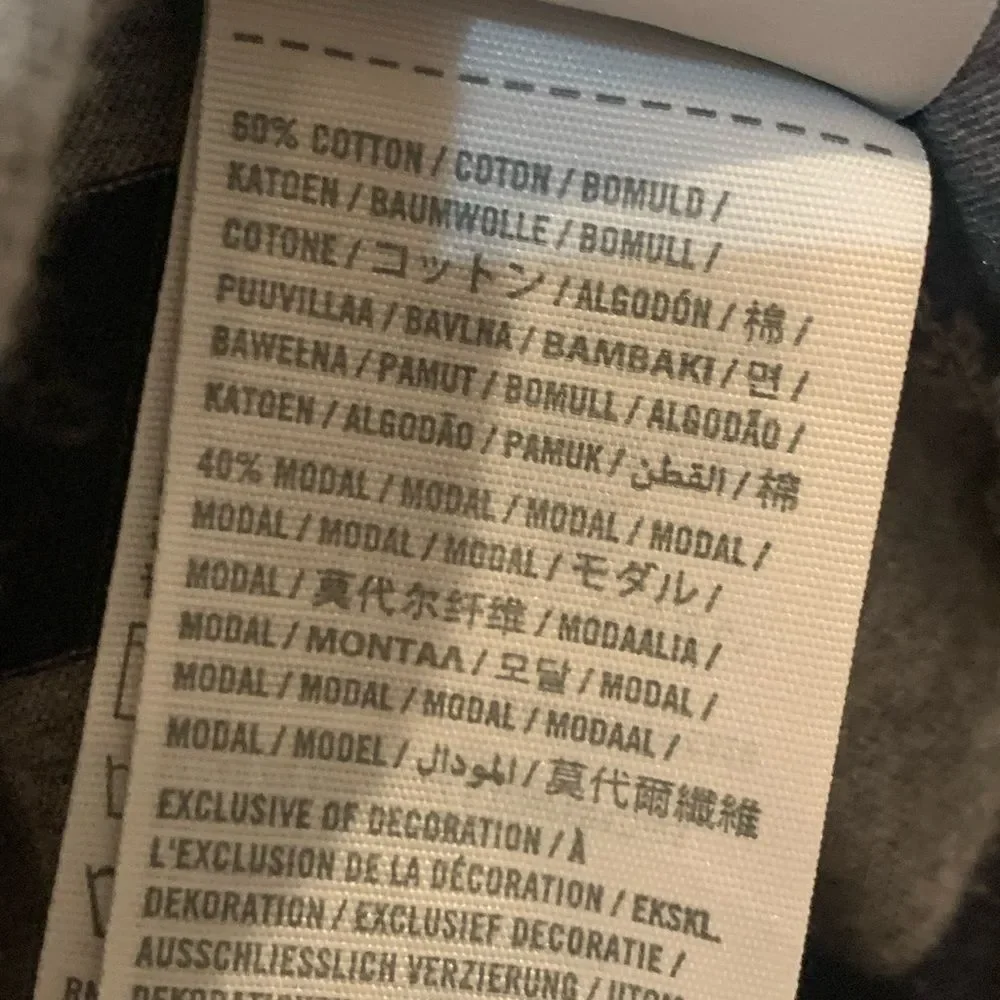 60% COTTON / COTON / BOMULD /
KATOEN / BAUMWOLLE / BOMULL /
COTONE / コットン / ALGODÓN / 棉 /
PUUVILLAA / BAVLNA / ΒΑΜΒΑΚΙ / 면 /
BAWEŁNA / PAMUT / BOMULL / ALGODÃO /
KATOEN / ALGODÃO / PAMUK / القطن / 棉
40% MODAL / MODAL / MODAL / MODAL /
MODAL / MODAL / MODAL / モダル /
MODAL / 莫代尔纤维 / MODAALIA /
MODAL / ΜΟΝΤΑΛ / 모달 / MODAL /
MODAL / MODAL / MODAL / MODAAL /
MODAL / MODEL / المودال / 莫代爾纖維
EXCLUSIVE OF DECORATION / À
L'EXCLUSION DE LA DÉCORATION / EKSKL.
DEKORATION / EXCLUSIEF DECORATIE /
AUSSCHLIESSLICH VERZIERUNG /